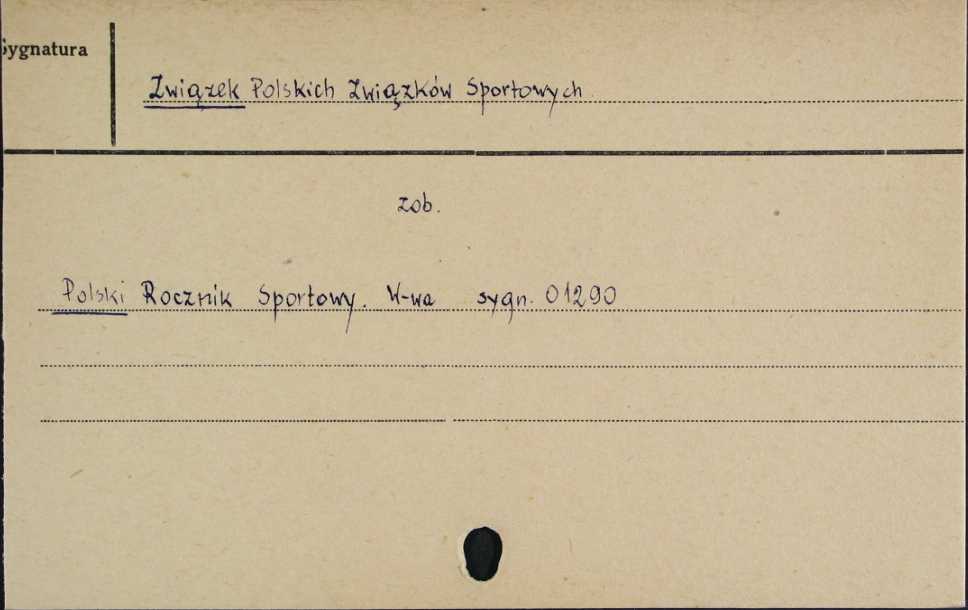 Sygnatura
Związek Polskich Związków Sportowych
zob.
Polski Rocznik Sportowy. W-wa sygn. 01290